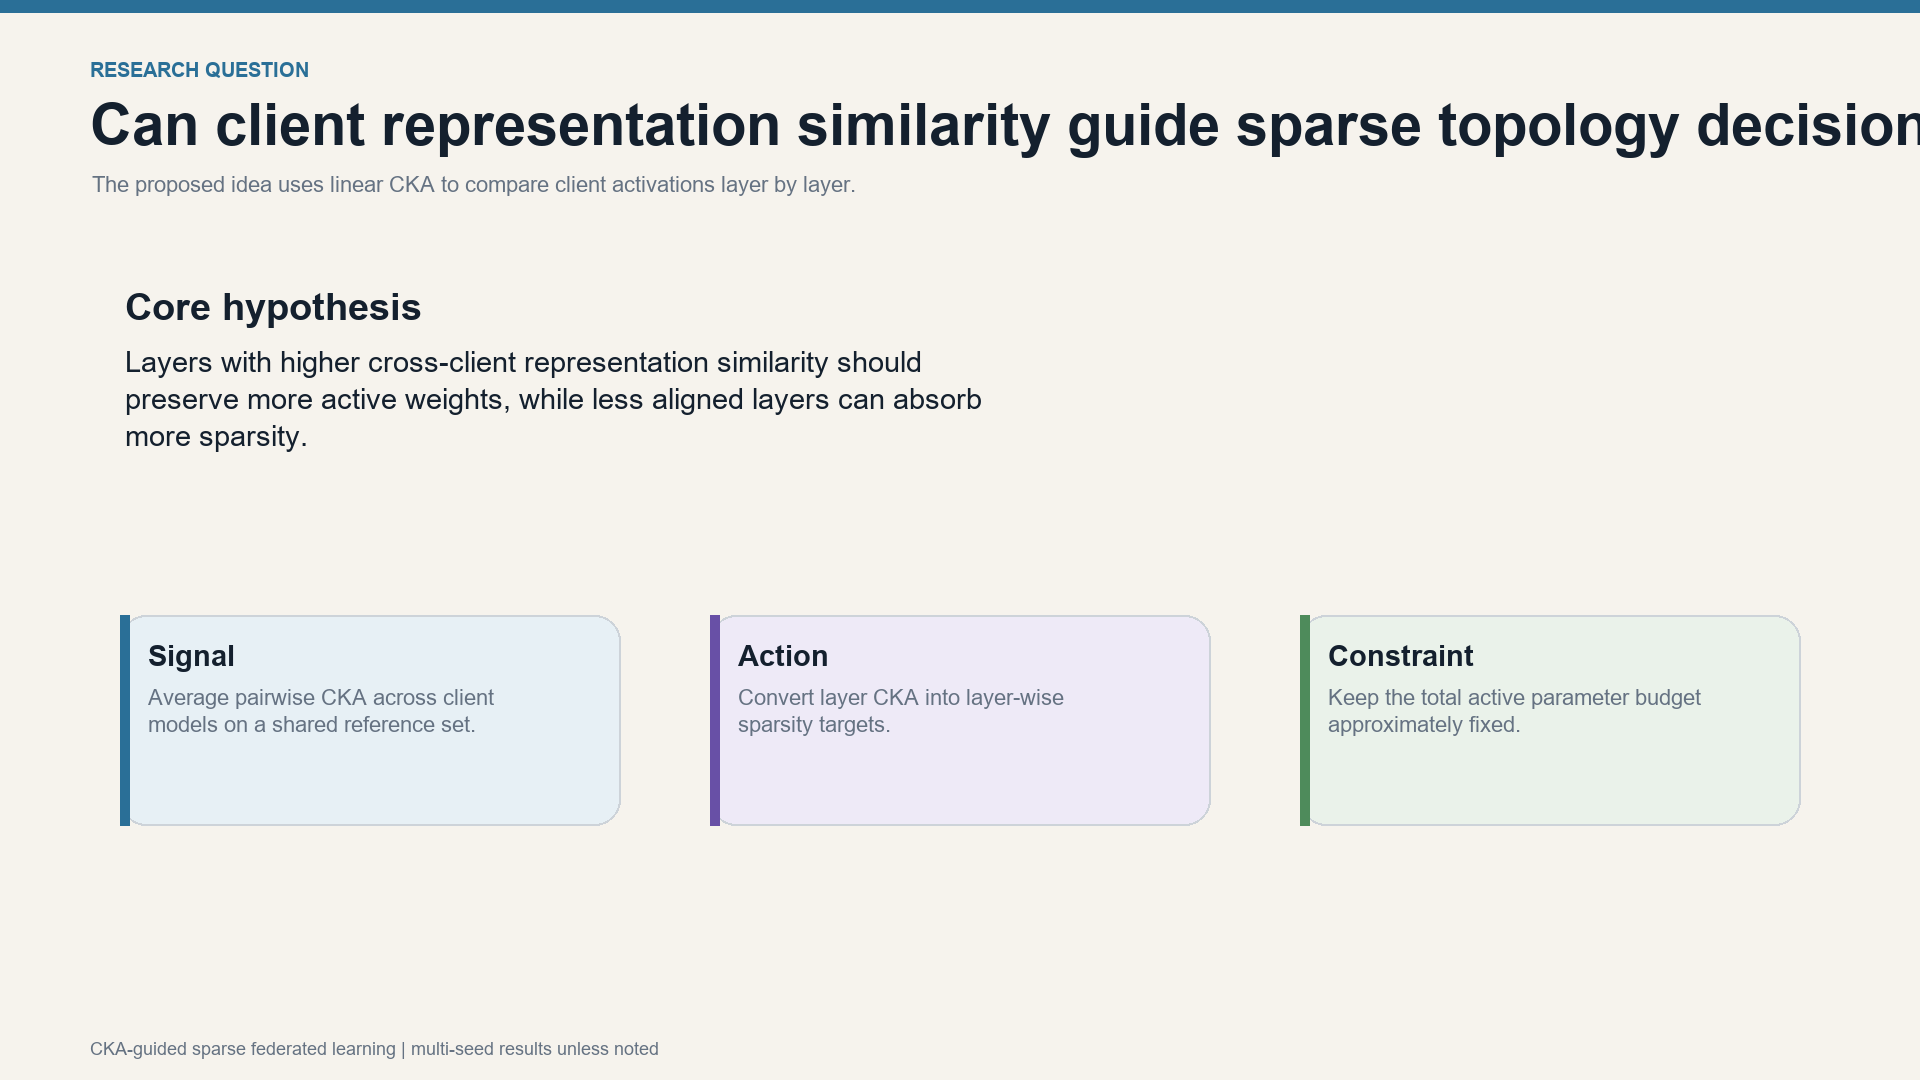 RESEARCH QUESTION
Can client representation similarity guide sparse topology decision
The proposed idea uses linear CKA to compare client activations layer by layer.
Core hypothesis
Layers with higher cross-client representation similarity should
preserve more active weights, while less aligned layers can absorb
more sparsity.
Signal
Average pairwise CKA across client
models on a shared reference set.
Action
Convert layer CKA into layer-wise
sparsity targets.
Constraint
Keep the total active parameter budget
approximately fixed.
CKA-guided sparse federated learning | multi-seed results unless noted